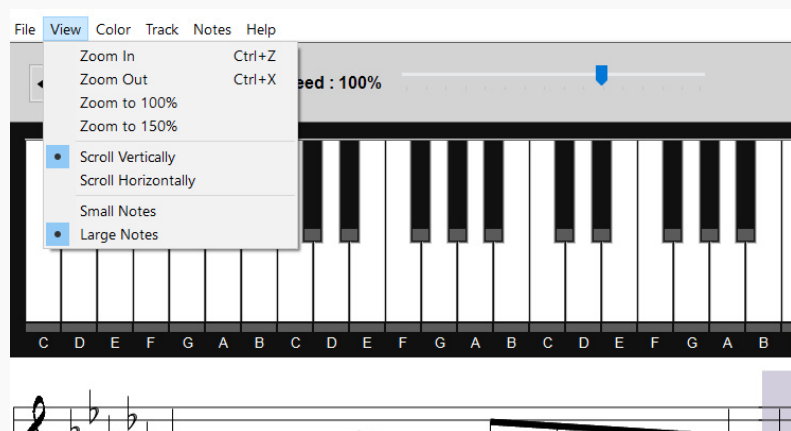 File View Color Track Notes Help
Zoom In Ctrl+Z
Zoom Out Ctrl+X
eed : 100%
Zoom to 100%
Zoom to 150%
Scroll Vertically
Scroll Horizontally
Small Notes
Large Notes
C D E F G A B C D E F G A B C D E F G A B